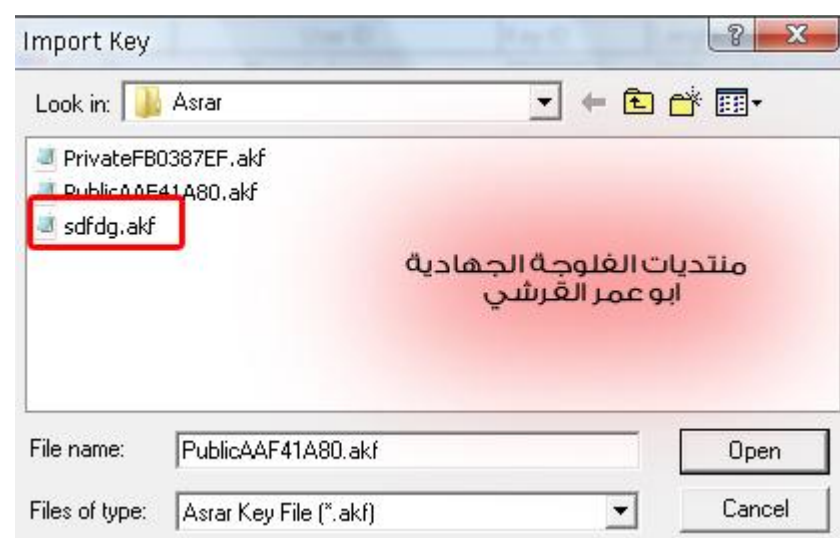 Import Key
Look in: Asrar
PrivateFB0387EF.akf
PublicAAF41A80.akf
sdfdg.akf
منتديات الفلوجة الجهادية
ابو عمر القرشي
File name: PublicAAF41A80.akf Open
Files of type: Asrar Key File (*.akf) Cancel